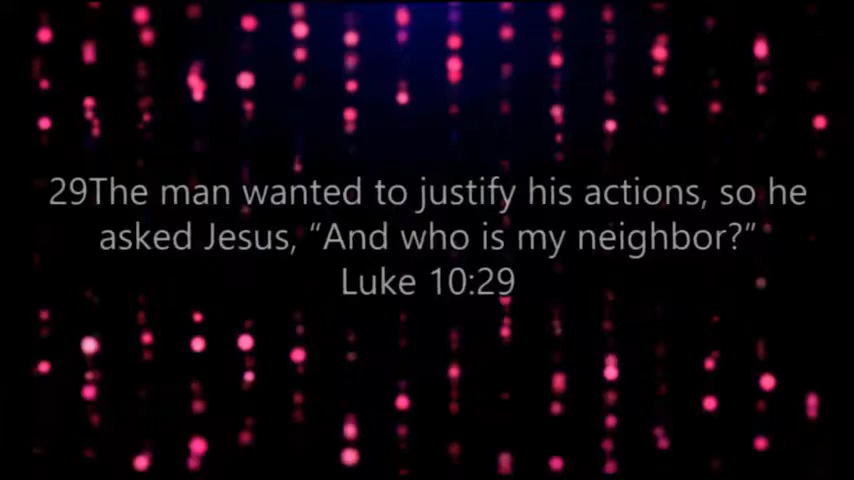 29The man wanted to justify his actions, so he
asked Jesus, “And who is my neighbor?”
Luke 10:29